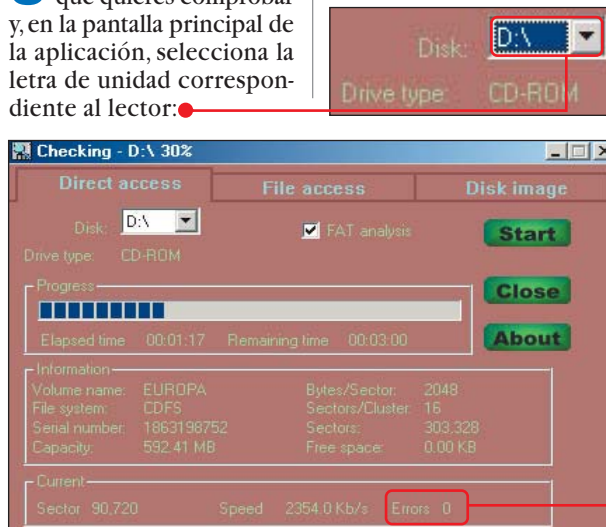 que quieres comprobar
y, en la pantalla principal de
la aplicación, selecciona la
letra de unidad correspon-
diente al lector:
Disk: D:\
Drive type: CD-ROM
Checking - D:\ 30%
Direct access File access Disk image
Disk: D:\ FAT analysis Start
Drive type: CD-ROM
Progress Close
Elapsed time 00:01:17 Remaining time 00:03:00 About
Information
Volume name: EUROPA Bytes/Sector: 2048
File system: CDFS Sectors/Cluster: 16
Serial number: 1863198752 Sectors: 303,328
Capacity: 592.41 MB Free space: 0.00 KB
Current
Sector 90,720 Speed 2354.0 Kb/s Errors 0